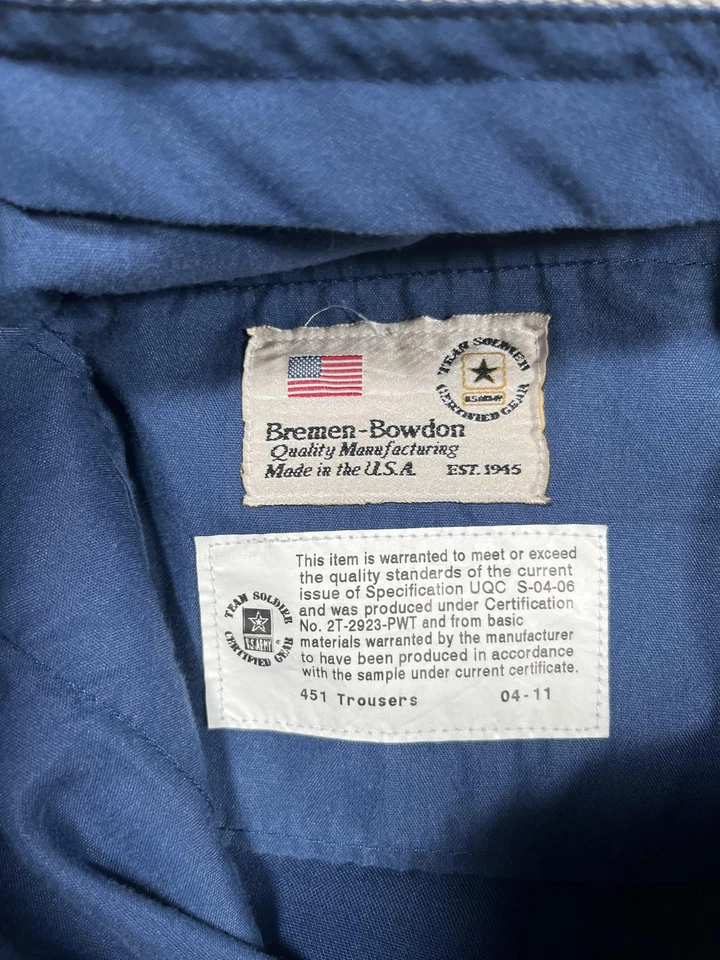 TEAM SOLDIER
U.S.ARMY
CERTIFIED GEAR
Bremen-Bowdon
Quality Manufacturing
Made in the U.S.A. EST. 1945
TEAM SOLDIER
U.S.ARMY
CERTIFIED GEAR
This item is warranted to meet or exceed
the quality standards of the current
issue of Specification UQC S-04-06
and was produced under Certification
No. 2T-2923-PWT and from basic
materials warranted by the manufacturer
to have been produced in accordance
with the sample under current certificate.
451 Trousers 04-11